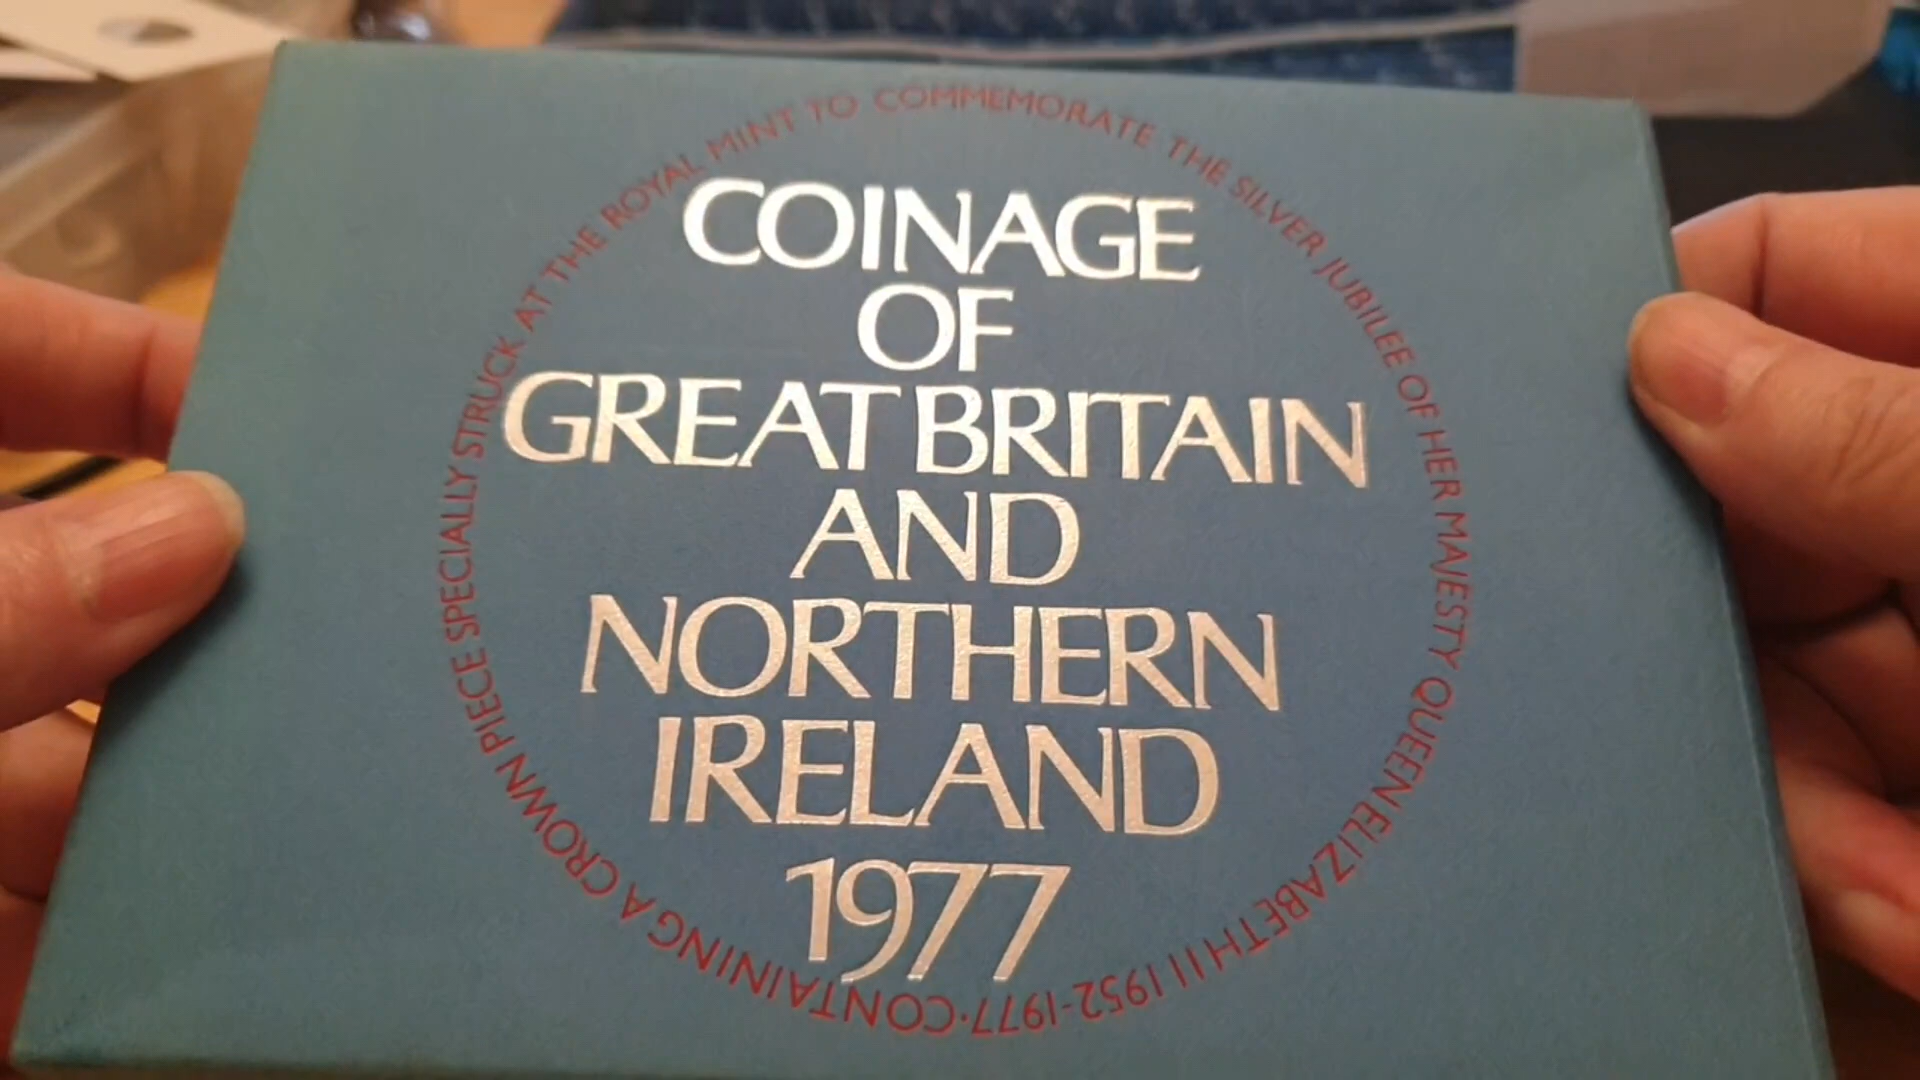 COINAGE
OF
GREAT BRITAIN
AND
NORTHERN
IRELAND
1977
CONTAINING A CROWN PIECE SPECIALLY STRUCK AT THE ROYAL MINT TO COMMEMORATE THE SILVER JUBILEE OF HER MAJESTY QUEEN ELIZABETH II 1952-1977·